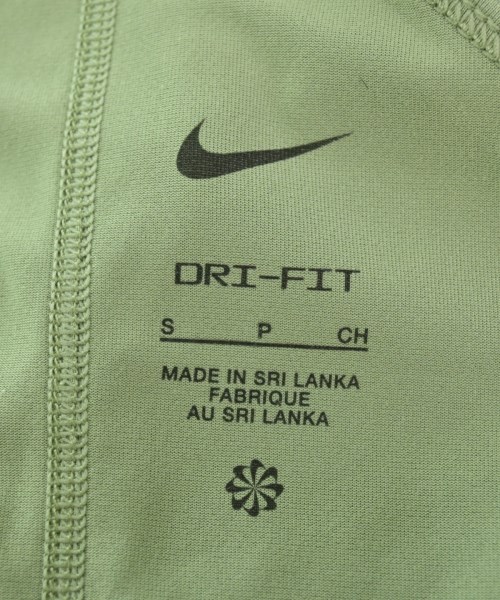 DRI-FIT
S P CH
MADE IN SRI LANKA
FABRIQUE
AU SRI LANKA